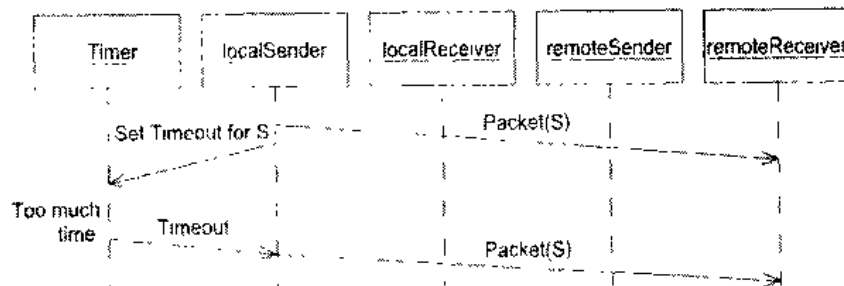 Timer
localSender
localReceiver
remoteSender
remoteReceiver
Packet(S)
Set Timeout for S
Too much
time
Timeout
Packet(S)